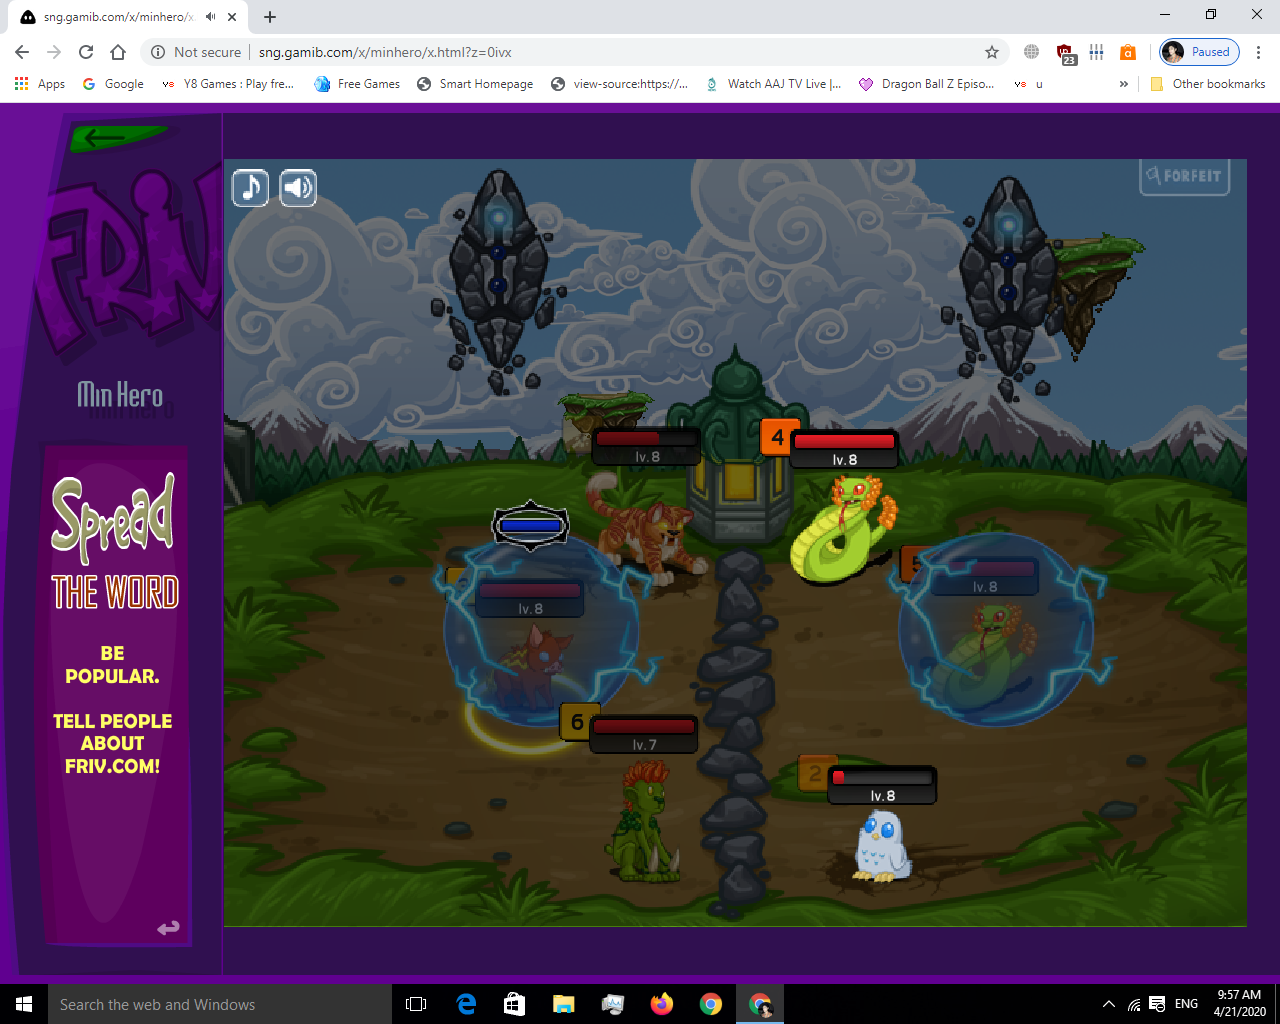 sng.gamib.com/x/minhero/x
Not secure
sng.gamib.com/x/minhero/x.html?z=0ivx
23
Paused
Apps
Google
Y8 Games : Play fre...
Free Games
Smart Homepage
view-source:https://...
Watch AAJ TV Live |...
Dragon Ball Z Episo...
u
»
Other bookmarks
FRIV
Min Hero
Spread
THE WORD
BE
POPULAR.
TELL PEOPLE
ABOUT
FRIV.COM!
FORFEIT
lv.8
4
lv.8
lv.8
5
lv.8
6
lv.7
2
lv.8
Search the web and Windows
ENG
9:57 AM
4/21/2020